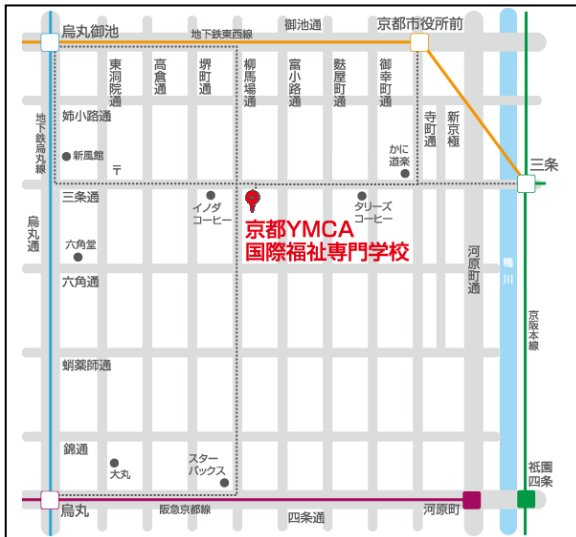 烏丸御池
地下鉄東西線
御池通
京都市役所前
東洞院通
高倉通
堺町通
柳馬場通
富小路通
麩屋町通
御幸町通
寺町通
新京極
姉小路通
地下鉄烏丸線
新風館
〒
かに
道楽
三条
三条通
イノダ
コーヒー
タリーズ
コーヒー
烏丸通
京都YMCA
国際福祉専門学校
六角堂
六角通
河原町通
鴨川
京阪本線
蛸薬師通
錦通
大丸
スター
バックス
祇園
四条
烏丸
阪急京都線
四条通
河原町